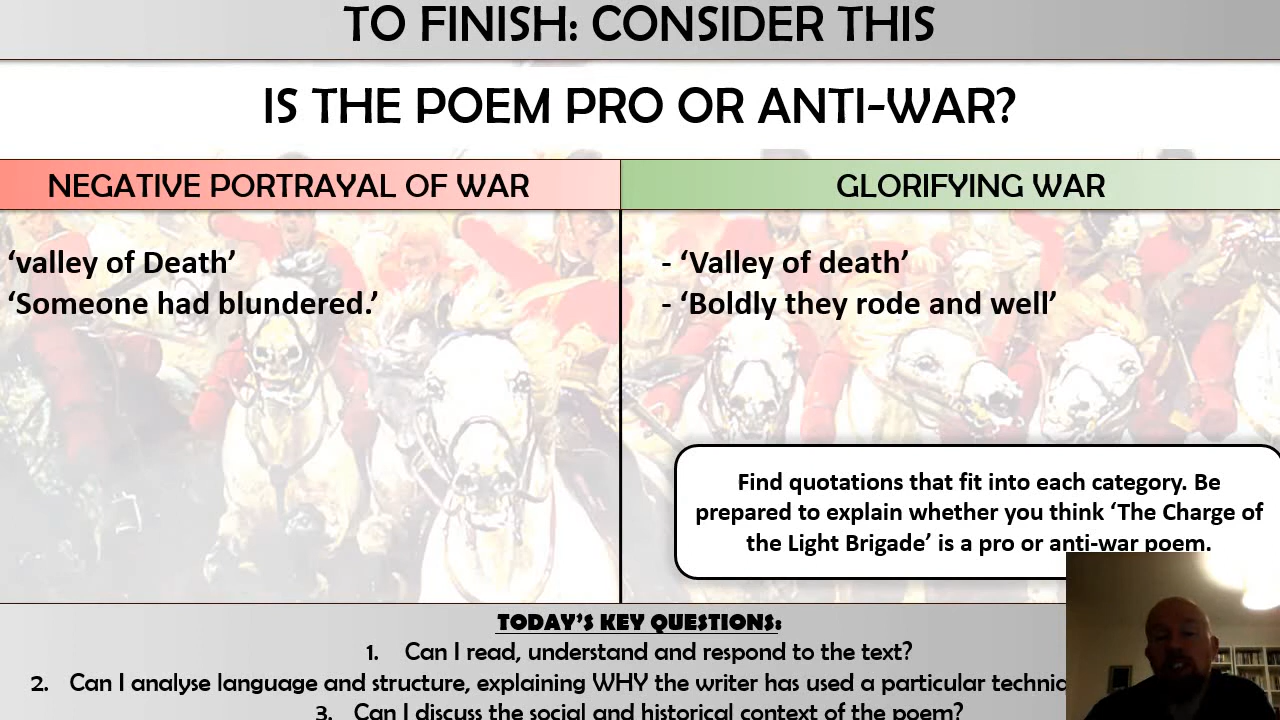 TO FINISH: CONSIDER THIS
IS THE POEM PRO OR ANTI-WAR?
NEGATIVE PORTRAYAL OF WAR
GLORIFYING WAR
‘valley of Death’
‘Someone had blundered.’
- ‘Valley of death’
- ‘Boldly they rode and well’
Find quotations that fit into each category. Be
prepared to explain whether you think ‘The Charge of
the Light Brigade’ is a pro or anti-war poem.
TODAY’S KEY QUESTIONS:
1. Can I read, understand and respond to the text?
2. Can I analyse language and structure, explaining WHY the writer has used a particular
3. Can I discuss the social and historical context of the poem?